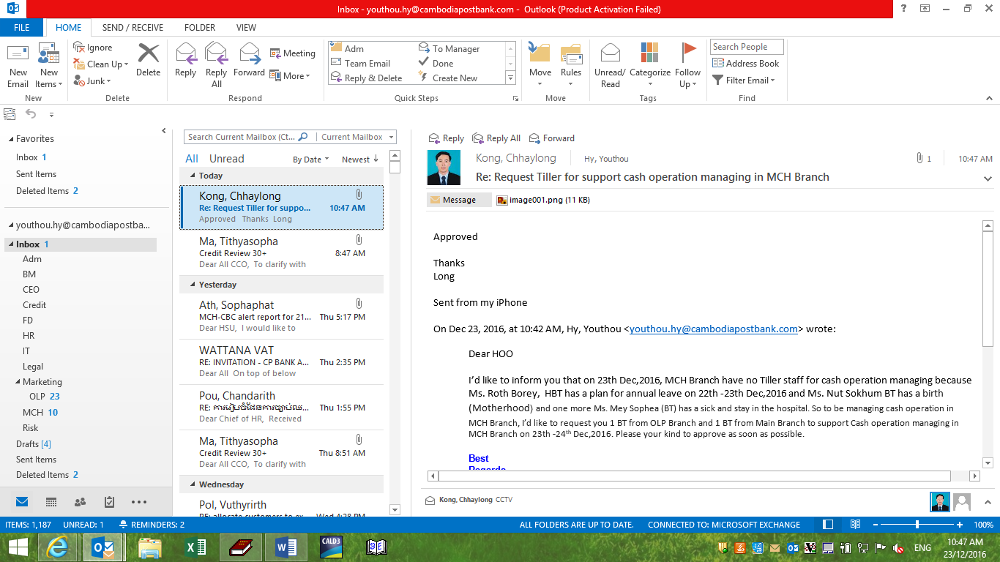 Inbox - youthou.hy@cambodiapostbank.com - Outlook (Product Activation Failed)
FILE HOME SEND / RECEIVE FOLDER VIEW
New Email
New Items
New
Ignore
Clean Up
Junk
Delete
Delete
Reply
Reply All
Forward
Meeting
More
Respond
Adm
Team Email
Reply & Delete
To Manager
Done
Create New
Quick Steps
Move
Rules
Move
Unread/ Read
Categorize
Follow Up
Tags
Search People
Address Book
Filter Email
Find
Favorites
Inbox 1
Sent Items
Deleted Items 2
youthou.hy@cambodiapostba...
Inbox 1
Adm
BM
CEO
Credit
FD
HR
IT
Legal
Marketing
OLP 23
MCH 10
Risk
Drafts [4]
Sent Items
Deleted Items 2
Search Current Mailbox (Ct... Current Mailbox
All Unread By Date Newest
Today
Kong, Chhaylong
Re: Request Tiller for suppo... 10:47 AM
Approved Thanks Long
Ma, Tithyasopha
Credit Review 30+ 8:47 AM
Dear All CCO, To clarify with
Yesterday
Ath, Sophaphat
MCH-CBC alert report for 21... Thu 5:17 PM
Dear HSU, I would like to
WATTANA VAT
RE: INVITATION - CP BANK A... Thu 2:35 PM
Dear All On top of below
Pou, Chandarith
RE: ការរៀបចំផែនការច្បាប់ឈ... Thu 1:55 PM
Dear Chief of HR, Received
Ma, Tithyasopha
Credit Review 30+ Thu 8:51 AM
Dear All CCO, To clarify with
Wednesday
Pol, Vuthyrirth
RE: allocate customers to ex... Wed 4:28 PM
Reply Reply All Forward
Kong, Chhaylong Hy, Youthou 1 10:47 AM
Re: Request Tiller for support cash operation managing in MCH Branch
Message image001.png (11 KB)
Approved
Thanks
Long
Sent from my iPhone
On Dec 23, 2016, at 10:42 AM, Hy, Youthou <youthou.hy@cambodiapostbank.com> wrote:
Dear HOO
I'd like to inform you that on 23th Dec,2016, MCH Branch have no Tiller staff for cash operation managing because
Ms. Roth Borey, HBT has a plan for annual leave on 22th -23th Dec,2016 and Ms. Nut Sokhum BT has a birth
(Motherhood) and one more Ms. Mey Sophea (BT) has a sick and stay in the hospital. So to be managing cash operation in
MCH Branch, I'd like to request you 1 BT from OLP Branch and 1 BT from Main Branch to support Cash operation managing in
MCH Branch on 23th -24th Dec,2016. Please your kind to approve as soon as possible.
Best
Regards
Kong, Chhaylong CCTV
ITEMS: 1,187 UNREAD: 1 REMINDERS: 2 ALL FOLDERS ARE UP TO DATE. CONNECTED TO: MICROSOFT EXCHANGE 100%
CALD3
ENG
10:47 AM
23/12/2016